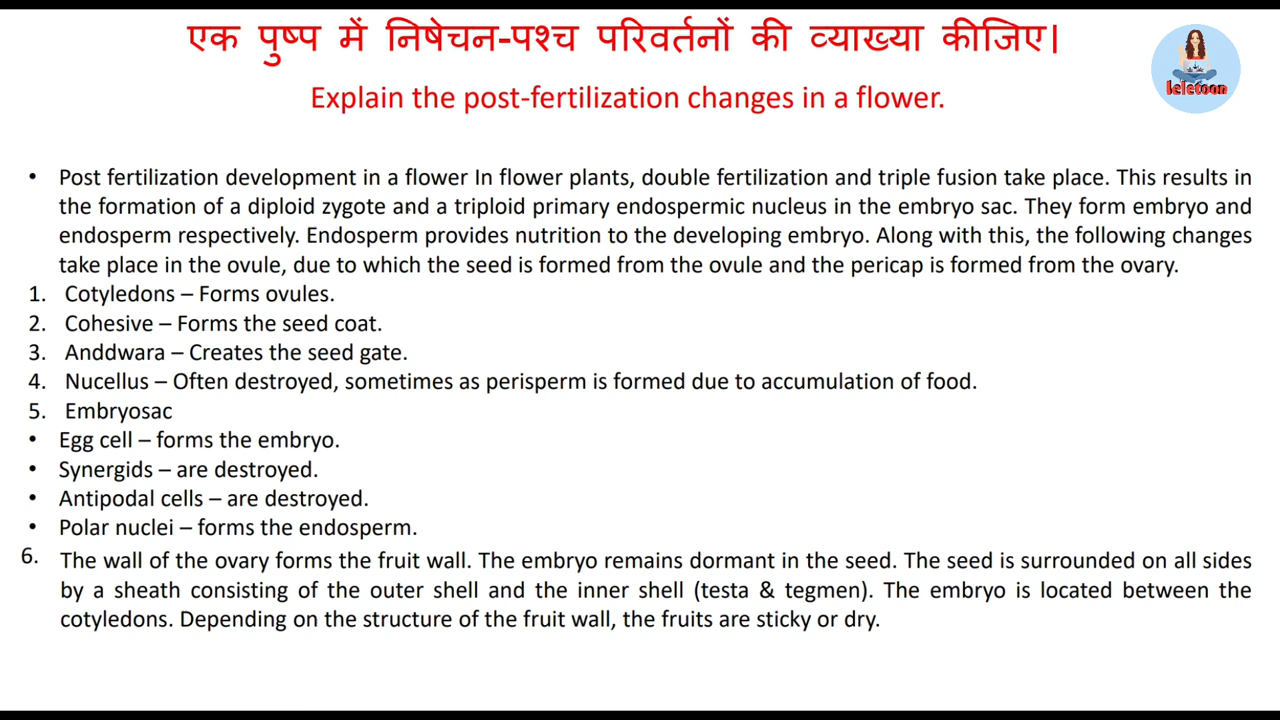 एक पुष्प में निषेचन-पश्च परिवर्तनों की व्याख्या कीजिए।
leletoon
Explain the post-fertilization changes in a flower.
• Post fertilization development in a flower In flower plants, double fertilization and triple fusion take place. This results in
the formation of a diploid zygote and a triploid primary endospermic nucleus in the embryo sac. They form embryo and
endosperm respectively. Endosperm provides nutrition to the developing embryo. Along with this, the following changes
take place in the ovule, due to which the seed is formed from the ovule and the pericap is formed from the ovary.
1. Cotyledons – Forms ovules.
2. Cohesive – Forms the seed coat.
3. Anddwara – Creates the seed gate.
4. Nucellus – Often destroyed, sometimes as perisperm is formed due to accumulation of food.
5. Embryosac
• Egg cell – forms the embryo.
• Synergids – are destroyed.
• Antipodal cells – are destroyed.
• Polar nuclei – forms the endosperm.
6. The wall of the ovary forms the fruit wall. The embryo remains dormant in the seed. The seed is surrounded on all sides
by a sheath consisting of the outer shell and the inner shell (testa & tegmen). The embryo is located between the
cotyledons. Depending on the structure of the fruit wall, the fruits are sticky or dry.